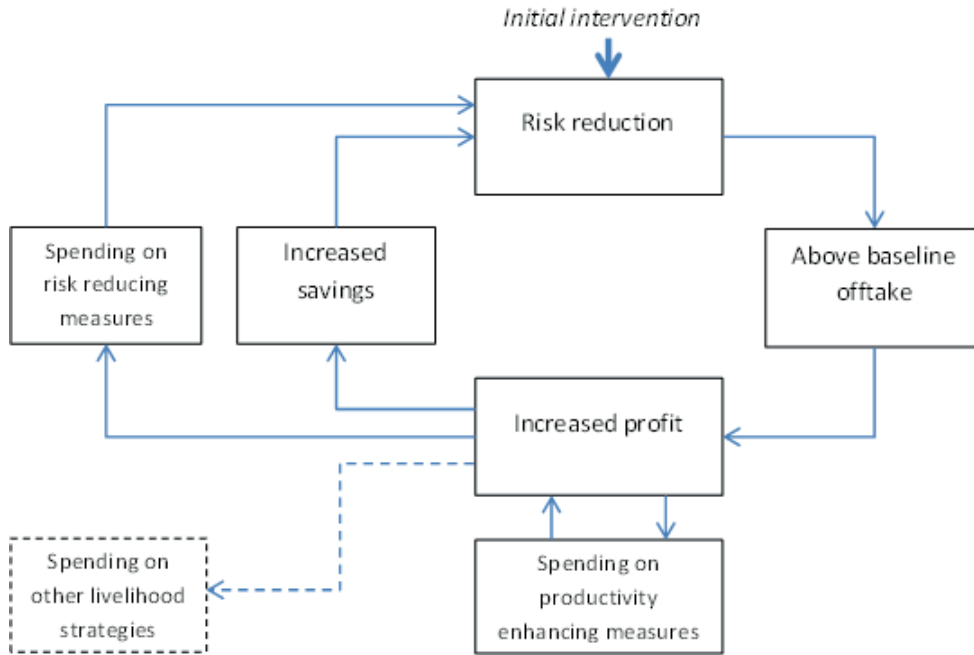 Initial intervention
Risk reduction
Spending on
risk reducing
measures
Increased
savings
Above baseline
offtake
Increased profit
Spending on
other livelihood
strategies
Spending on
productivity
enhancing measures